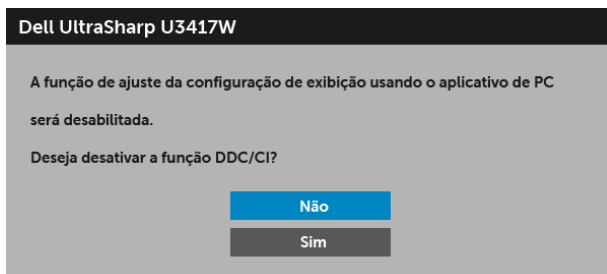 Dell UltraSharp U3417W
A função de ajuste da configuração de exibição usando o aplicativo de PC
será desabilitada.
Deseja desativar a função DDC/CI?
Não
Sim